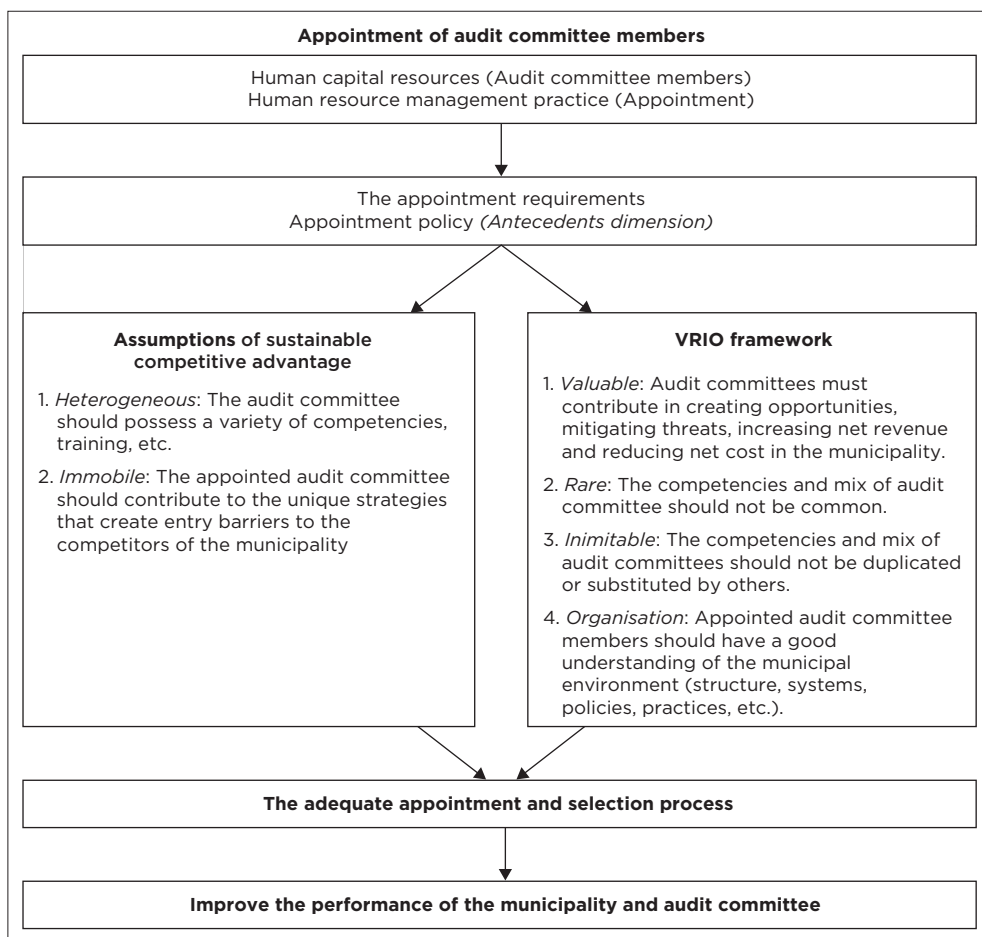 Appointment of audit committee members
Human capital resources (Audit committee members)
Human resource management practice (Appointment)
The appointment requirements
Appointment policy (Antecedents dimension)
Assumptions of sustainable
competitive advantage
1. Heterogeneous: The audit committee
should possess a variety of competencies,
training, etc.
2. Immobile: The appointed audit committee
should contribute to the unique strategies
that create entry barriers to the
competitors of the municipality
VRIO framework
1. Valuable: Audit committees must
contribute in creating opportunities,
mitigating threats, increasing net revenue
and reducing net cost in the municipality.
2. Rare: The competencies and mix of audit
committee should not be common.
3. Inimitable: The competencies and mix of
audit committees should not be duplicated
or substituted by others.
4. Organisation: Appointed audit committee
members should have a good
understanding of the municipal
environment (structure, systems,
policies, practices, etc.).
The adequate appointment and selection process
Improve the performance of the municipality and audit committee